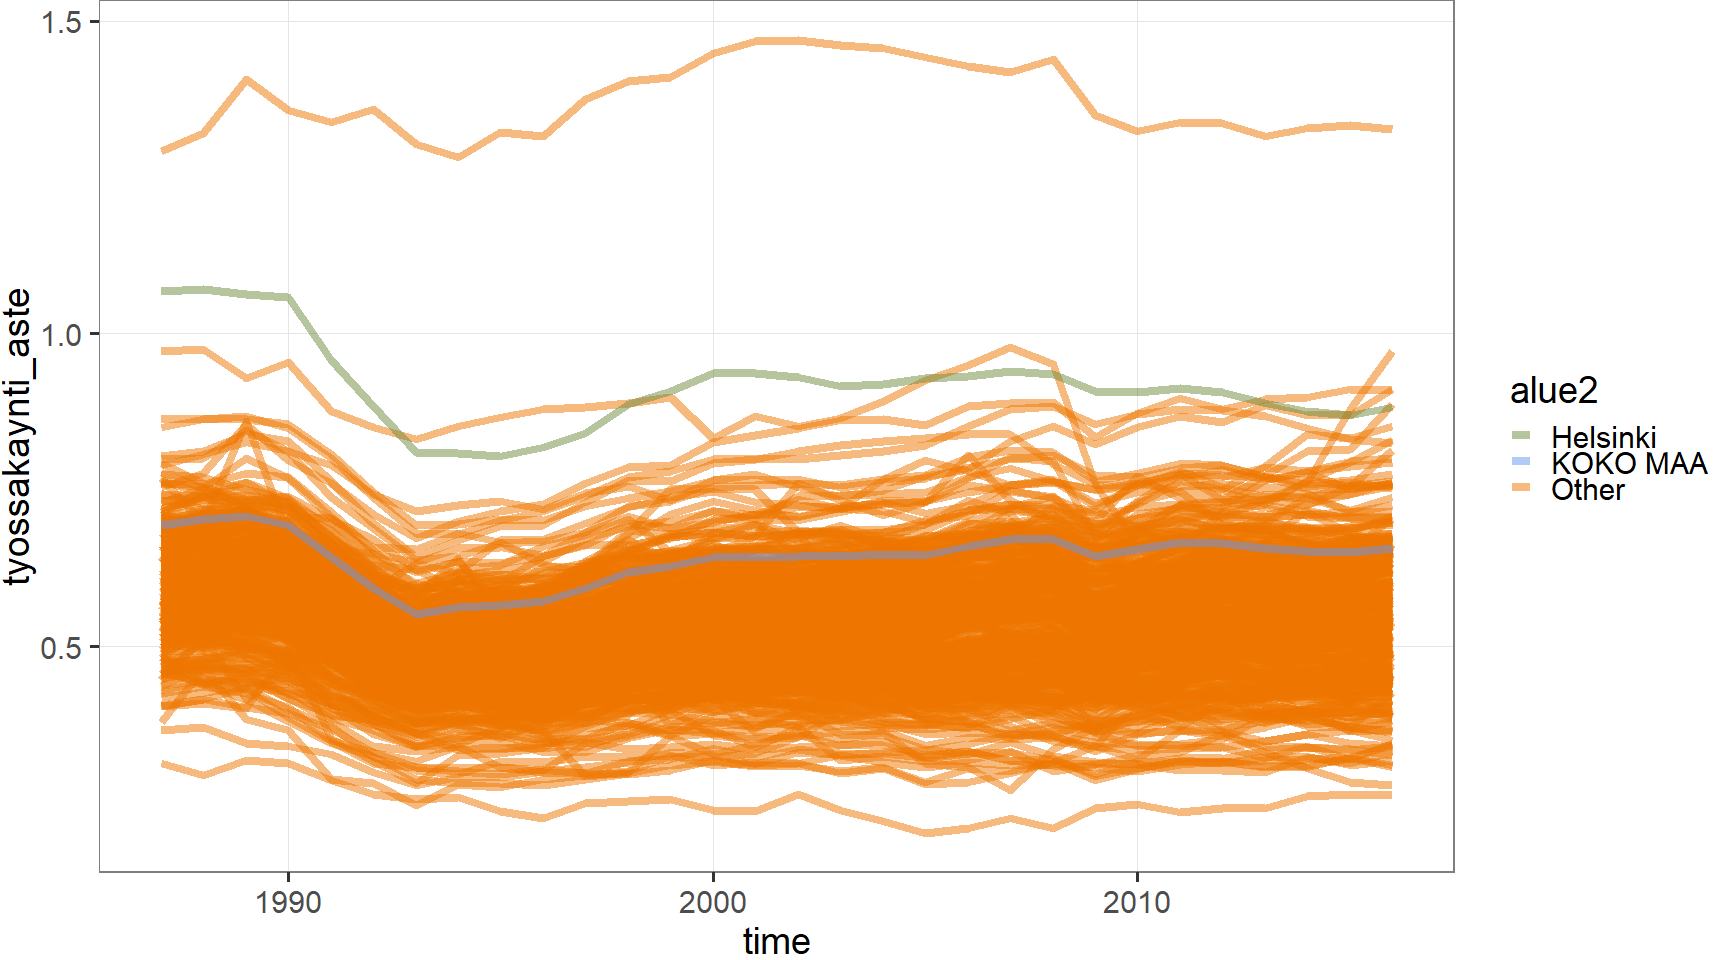 1.5
1.0
0.5
tyossakaynti_aste
1990
2000
2010
time
alue2
Helsinki
KOKO MAA
Other